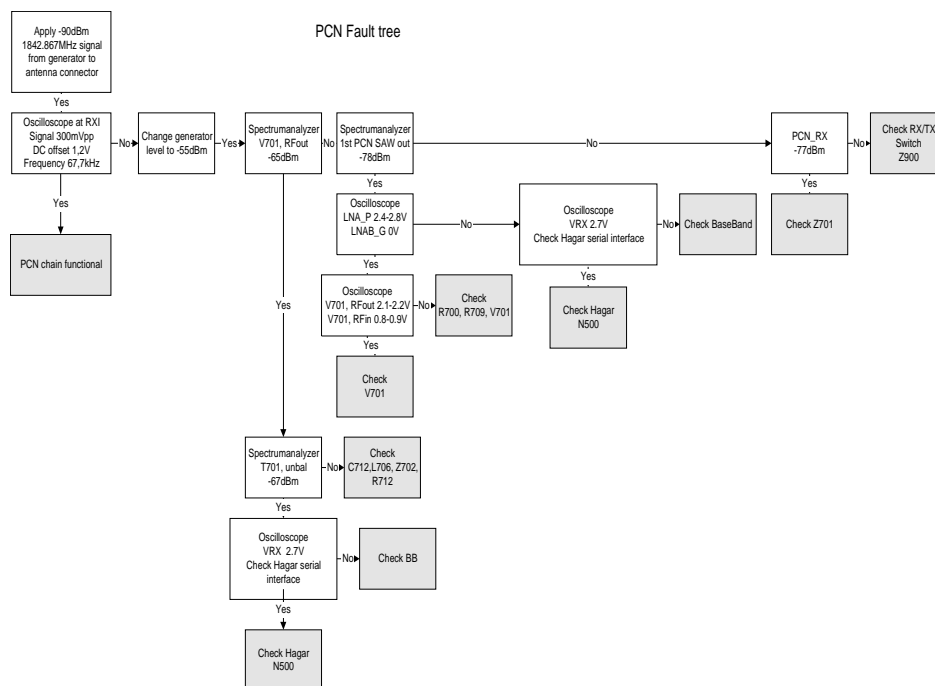 PCN Fault tree
Apply -90dBm
1842.867MHz signal
from generator to
antenna connector
Yes
Oscilloscope at RXI
Signal 300mVpp
DC offset 1,2V
Frequency 67,7kHz
No
Change generator
level to -55dBm
Yes
Spectrumanalyzer
V701, RFout
-65dBm
No
Spectrumanalyzer
1st PCN SAW out
-78dBm
No
PCN_RX
-77dBm
No
Check RX/TX
Switch
Z900
Yes
PCN chain functional
Yes
Oscilloscope
LNA_P 2.4-2.8V
LNAB_G 0V
No
Oscilloscope
VRX 2.7V
Check Hagar serial interface
No
Check BaseBand
Yes
Check Z701
Yes
Oscilloscope
V701, RFout 2.1-2.2V
V701, RFin 0.8-0.9V
No
Check
R700, R709, V701
Yes
Check Hagar
N500
Yes
Check
V701
Yes
Spectrumanalyzer
T701, unbal
-67dBm
No
Check
C712,L706, Z702,
R712
Yes
Oscilloscope
VRX 2.7V
Check Hagar serial
interface
No
Check BB
Yes
Check Hagar
N500